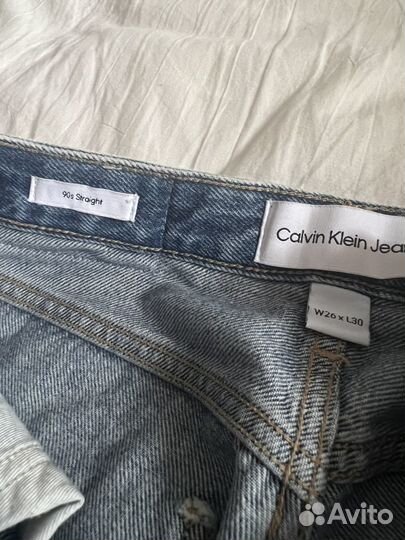 90s Straight
Calvin Klein Jea
W26 x L30
Avito